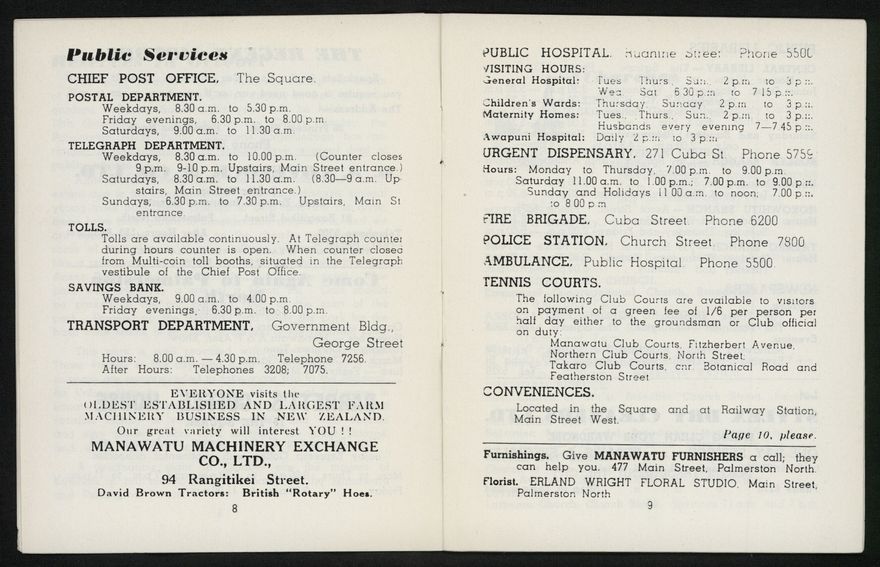 Public Services
CHIEF POST OFFICE, The Square.
POSTAL DEPARTMENT.
Weekdays, 8.30 a.m. to 5.30 p.m.
Friday evenings, 6.30 p.m. to 8.00 p.m.
Saturdays, 9.00 a.m. to 11.30 a.m.
TELEGRAPH DEPARTMENT.
Weekdays, 8.30 a.m. to 10.00 p.m. (Counter closes
9 p.m. 9-10 p.m. Upstairs, Main Street entrance.)
Saturdays, 8.30 a.m. to 11.30 a.m. (8.30—9 a.m. Up-
stairs, Main Street entrance.)
Sundays, 6.30 p.m. to 7.30 p.m. Upstairs, Main St
entrance.
TOLLS.
Tolls are available continuously. At Telegraph counter
during hours counter is open. When counter closed
from Multi-coin toll booths, situated in the Telegraph
vestibule of the Chief Post Office.
SAVINGS BANK.
Weekdays, 9.00 a.m. to 4.00 p.m.
Friday evenings, 6.30 p.m. to 8.00 p.m.
TRANSPORT DEPARTMENT, Government Bldg.,
George Street
Hours: 8.00 a.m. — 4.30 p.m. Telephone 7256.
After Hours: Telephones 3208; 7075.
EVERYONE visits the
OLDEST ESTABLISHED AND LARGEST FARM
MACHINERY BUSINESS IN NEW ZEALAND.
Our great variety will interest YOU ! !
MANAWATU MACHINERY EXCHANGE
CO., LTD.,
94 Rangitikei Street.
David Brown Tractors: British "Rotary" Hoes.
8
PUBLIC HOSPITAL, Ruahine Street. Phone 5500
VISITING HOURS:
General Hospital: Tues. Thurs., Sun., 2 p.m. to 3 p.m.
Wed. Sat. 6.30 p.m. to 7.15 p.m.
Children's Wards: Thursday, Sunday 2 p.m. to 3 p.m.
Maternity Homes: Tues., Thurs., Sun., 2 p.m. to 3 p.m.
Husbands every evening 7—7.45 p.m.
Awapuni Hospital: Daily 2 p.m. to 3 p.m.
URGENT DISPENSARY, 271 Cuba St. Phone 5759
Hours: Monday to Thursday, 7.00 p.m. to 9.00 p.m.
Saturday 11.00 a.m. to 1.00 p.m.; 7.00 p.m. to 9.00 p.m.
Sunday and Holidays 11.00 a.m. to noon; 7.00 p.m.
to 8.00 p.m
FIRE BRIGADE, Cuba Street. Phone 6200
POLICE STATION, Church Street. Phone 7800
AMBULANCE, Public Hospital. Phone 5500.
TENNIS COURTS.
The following Club Courts are available to visitors
on payment of a green fee of 1/6 per person per
half day either to the groundsman or Club official
on duty:
Manawatu Club Courts, Fitzherbert Avenue,
Northern Club Courts, North Street;
Takaro Club Courts, cnr. Botanical Road and
Featherston Street
CONVENIENCES.
Located in the Square and at Railway Station,
Main Street West.
Page 10, please.
Furnishings. Give MANAWATU FURNISHERS a call; they
can help you. 477 Main Street, Palmerston North.
Florist. ERLAND WRIGHT FLORAL STUDIO, Main Street,
Palmerston North
9